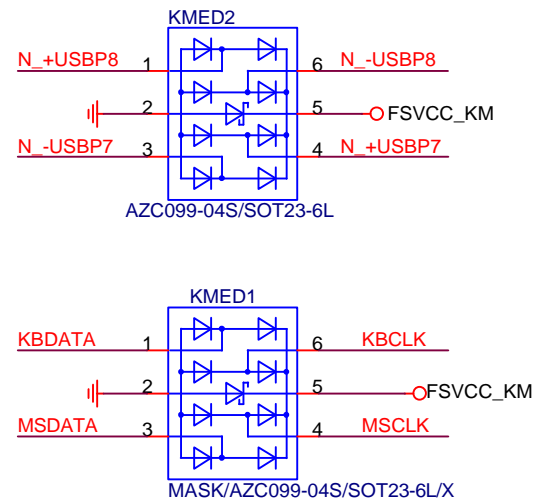 KMED2
N_+USBP8 1 6 N_-USBP8
2 5 FSVCC_KM
N_-USBP7 3 4 N_+USBP7
AZC099-04S/SOT23-6L
KMED1
KBDATA 1 6 KBCLK
2 5 FSVCC_KM
MSDATA 3 4 MSCLK
MASK/AZC099-04S/SOT23-6L/X